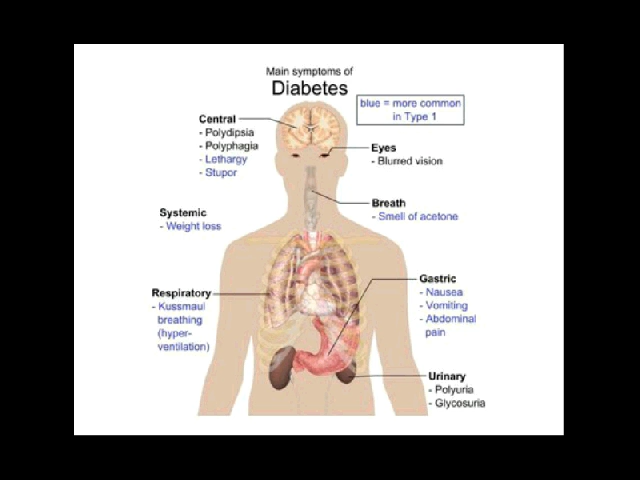 Main symptoms of
Diabetes
blue = more common
in Type 1
Central
- Polydipsia
- Polyphagia
- Lethargy
- Stupor
Eyes
- Blurred vision
Breath
- Smell of acetone
Systemic
- Weight loss
Gastric
- Nausea
- Vomiting
- Abdominal
pain
Respiratory
- Kussmaul
breathing
(hyper-
ventilation)
Urinary
- Polyuria
- Glycosuria